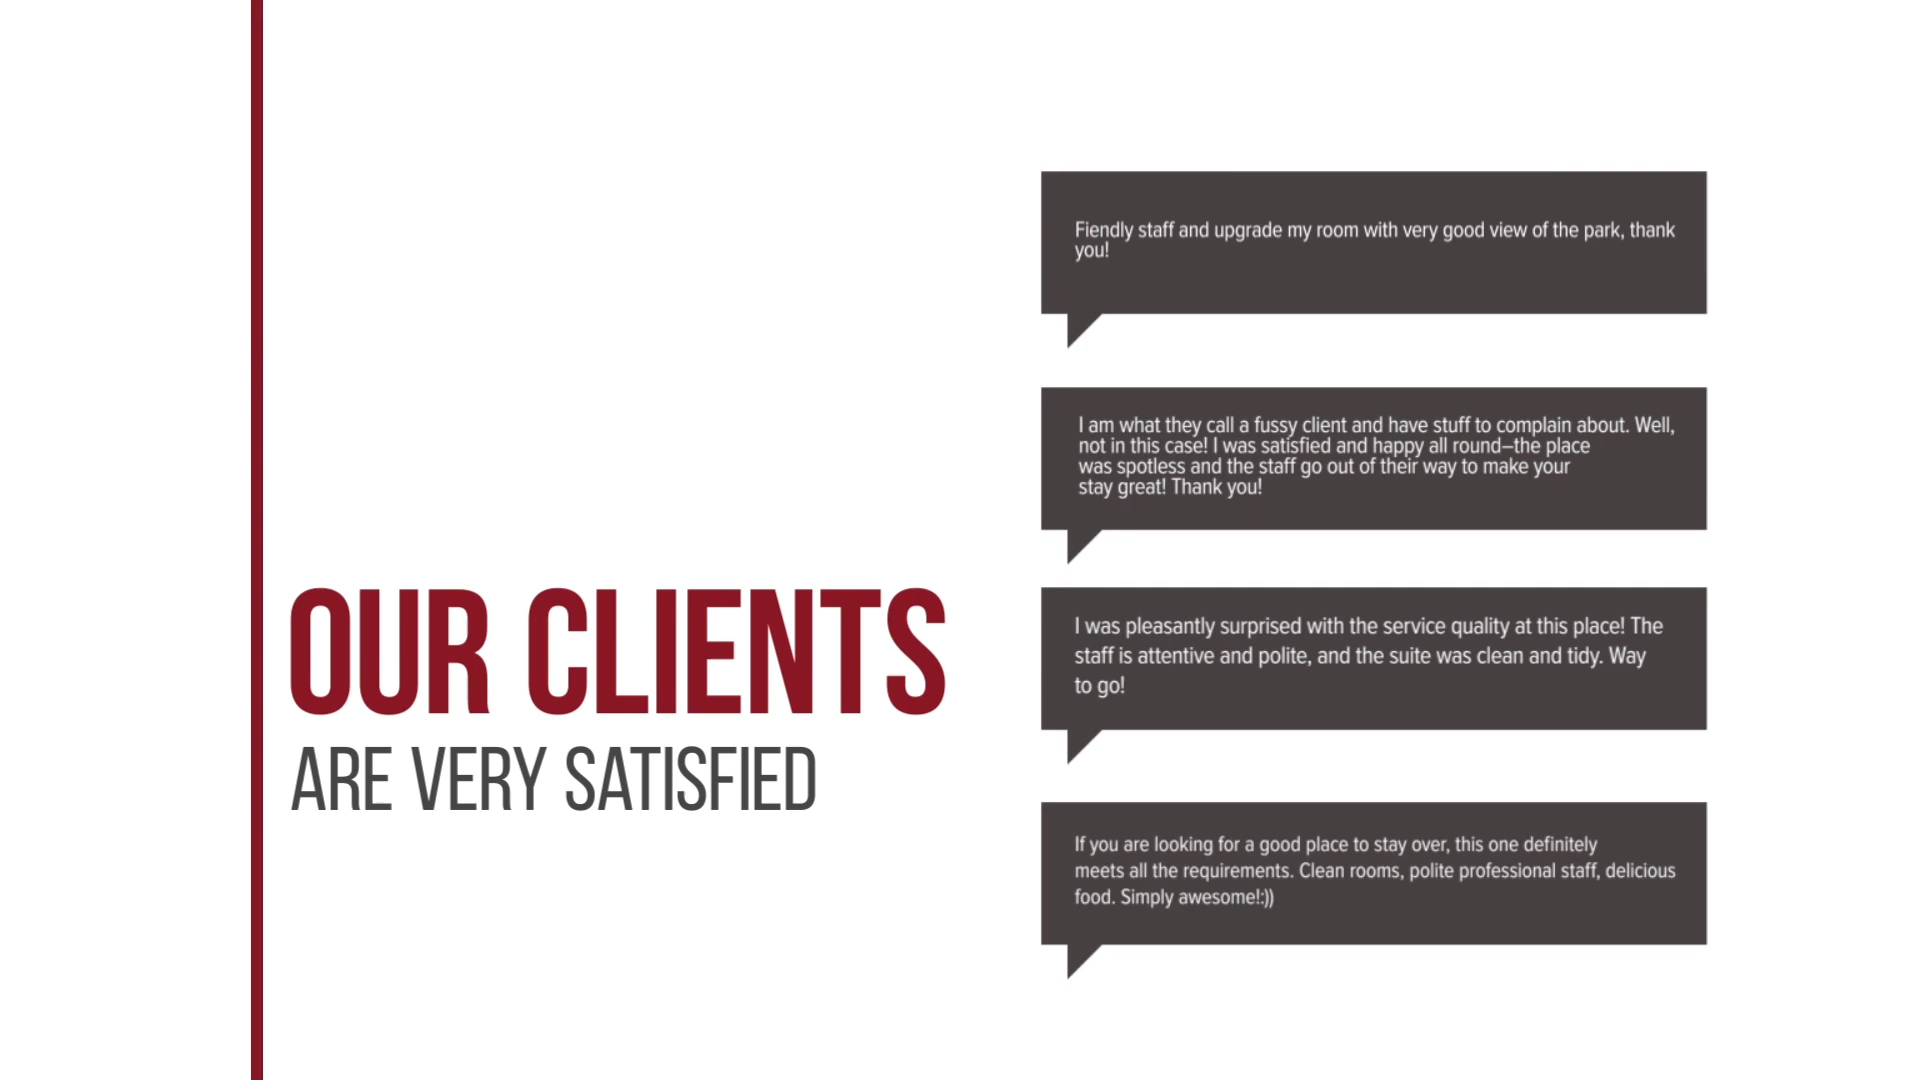 OUR CLIENTS
ARE VERY SATISFIED
Fiendly staff and upgrade my room with very good view of the park, thank
you!
I am what they call a fussy client and have stuff to complain about. Well,
not in this case! I was satisfied and happy all round–the place
was spotless and the staff go out of their way to make your
stay great! Thank you!
I was pleasantly surprised with the service quality at this place! The
staff is attentive and polite, and the suite was clean and tidy. Way
to go!
If you are looking for a good place to stay over, this one definitely
meets all the requirements. Clean rooms, polite professional staff, delicious
food. Simply awesome!:))